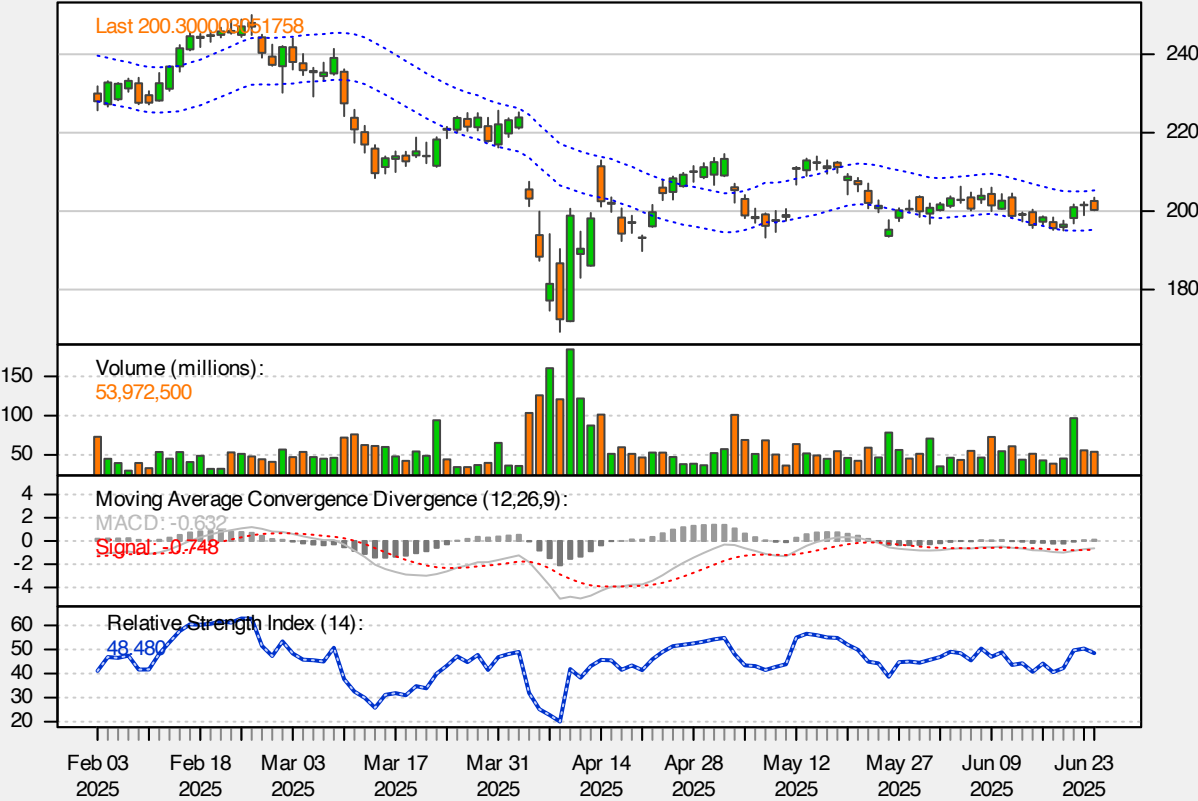 Last 200.300003051758
240
220
200
180
Volume (millions):
53,972,500
150
100
50
Moving Average Convergence Divergence (12,26,9):
MACD: -0.632
Signal: -0.748
4
2
0
-2
-4
Relative Strength Index (14):
48.480
60
50
40
30
20
Feb 03 Feb 18 Mar 03 Mar 17 Mar 31 Apr 14 Apr 28 May 12 May 27 Jun 09 Jun 23
2025 2025 2025 2025 2025 2025 2025 2025 2025 2025 2025